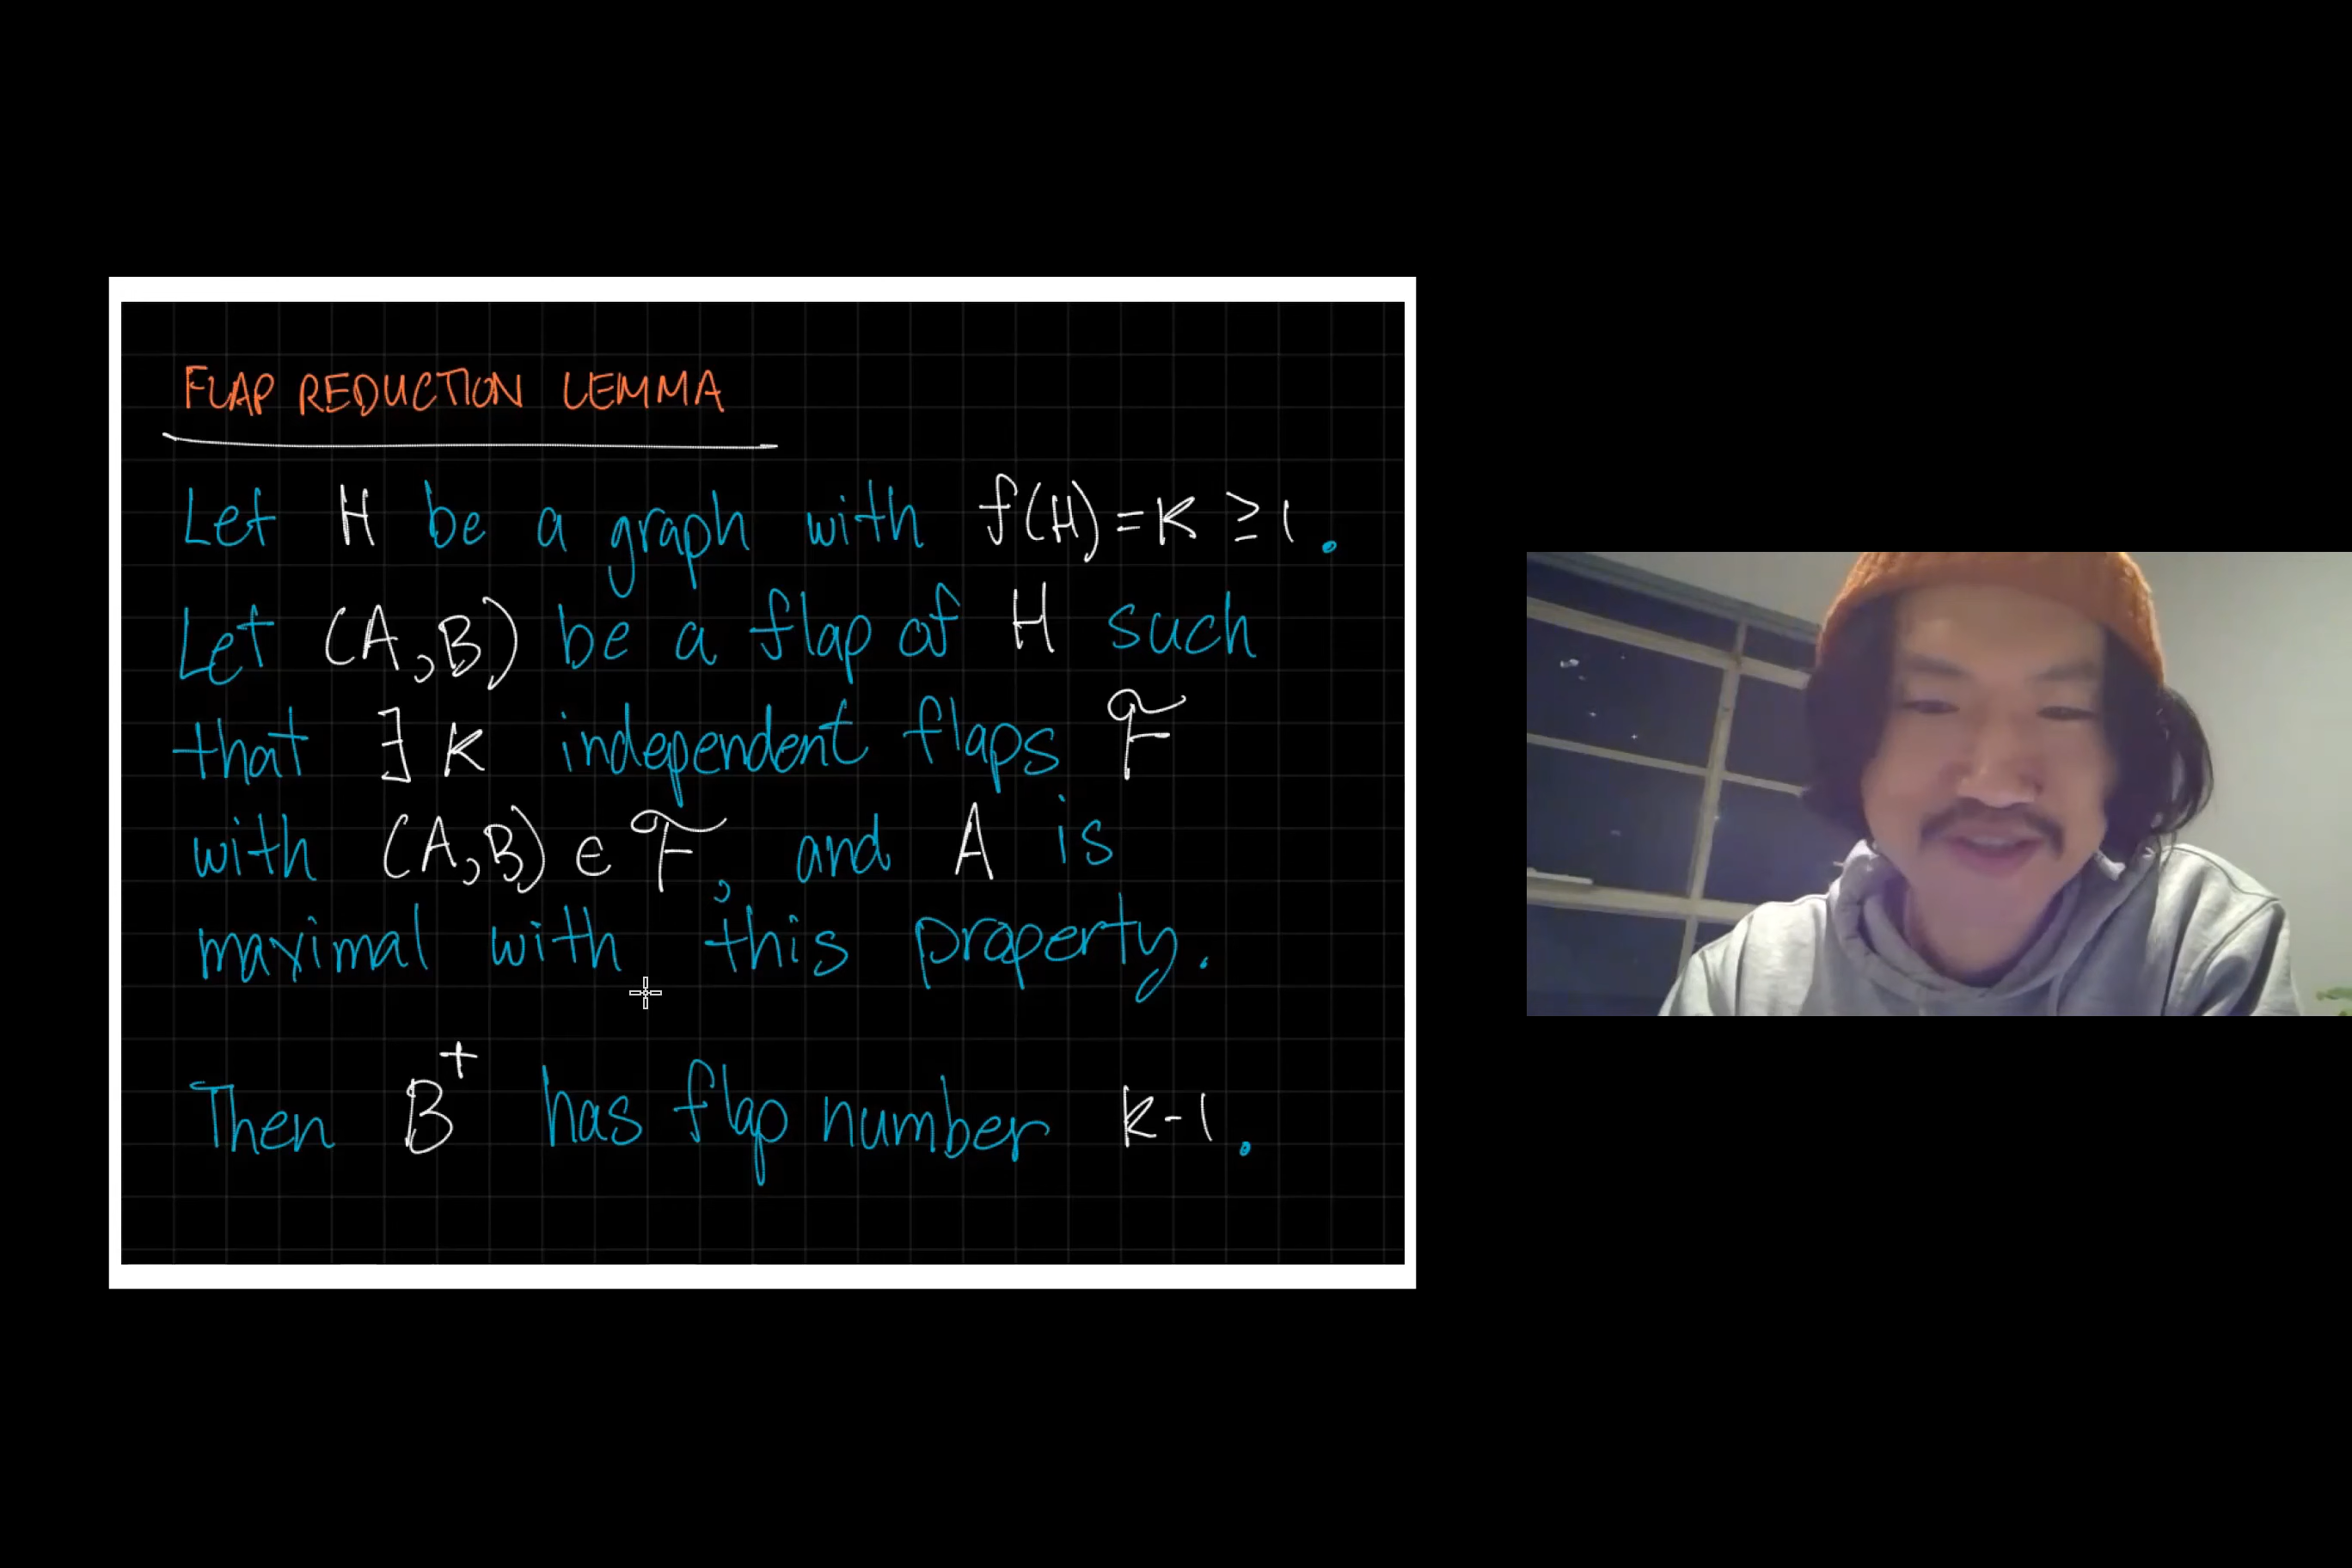 FLAP REDUCTION LEMMA
Let H be a graph with f(H) = k ≥ 1.
Let (A,B) be a flap of H such
that ∃ k independent flaps ℱ
with (A,B) ∈ ℱ, and A is
maximal with this property.
Then B⁺ has flap number k-1.